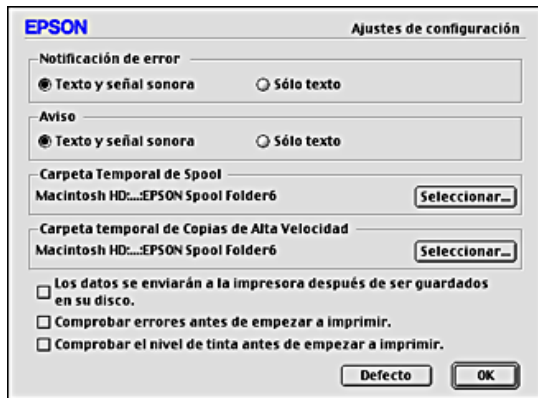 EPSON Ajustes de configuración
Notificación de error
Texto y señal sonora Sólo texto
Aviso
Texto y señal sonora Sólo texto
Carpeta Temporal de Spool
Macintosh HD:...:EPSON Spool Folder6 Seleccionar...
Carpeta temporal de Copias de Alta Velocidad
Macintosh HD:...:EPSON Spool Folder6 Seleccionar...
Los datos se enviarán a la impresora después de ser guardados
en su disco.
Comprobar errores antes de empezar a imprimir.
Comprobar el nivel de tinta antes de empezar a imprimir.
Defecto OK